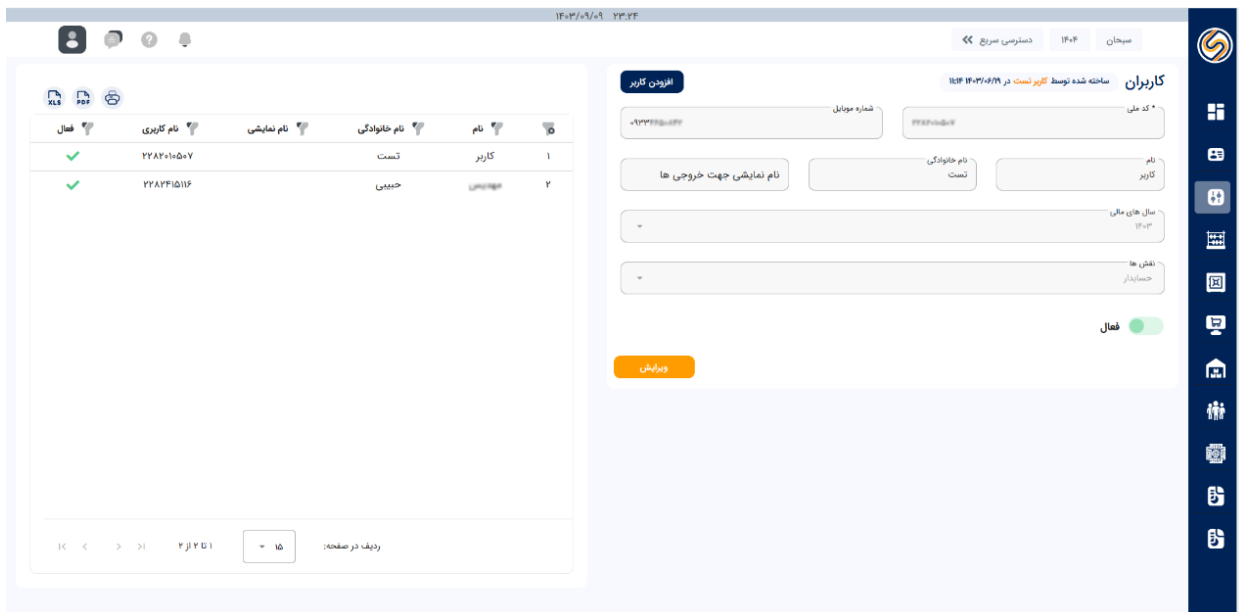 ۱۴۰۳/۰۹/۰۹ ۲۳:۲۴
سبحان ۱۴۰۴ دسترسی سریع
کاربران ساخته شده توسط کاربر تست در ۱۴۰۳/۰۶/۱۹ ۱۱:۱۴
افزودن کاربر
* کد ملی
شماره موبایل
نام
کاربر
نام خانوادگی
تست
نام نمایشی جهت خروجی ها
سال های مالی
۱۴۰۳
نقش ها
حسابدار
فعال
ویرایش
XLS PDF
نام نام خانوادگی نام نمایشی نام کاربری فعال
۱ کاربر تست ۲۲۸۲۰۱۰۵۰۷
۲ حبیبی ۲۲۸۲۴۱۵۱۱۶
ردیف در صفحه: ۱۵ ۱ تا ۲ از ۲